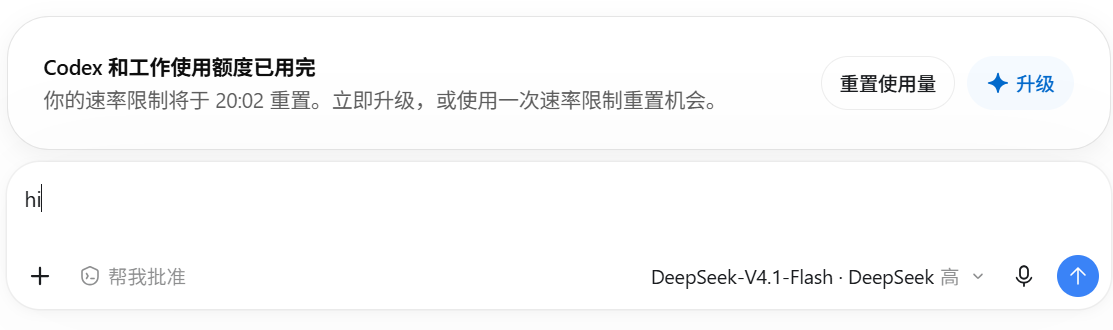 Codex 和工作使用额度已用完
你的速率限制将于 20:02 重置。立即升级，或使用一次速率限制重置机会。
重置使用量
升级
hi
帮我批准
DeepSeek-V4.1-Flash · DeepSeek 高